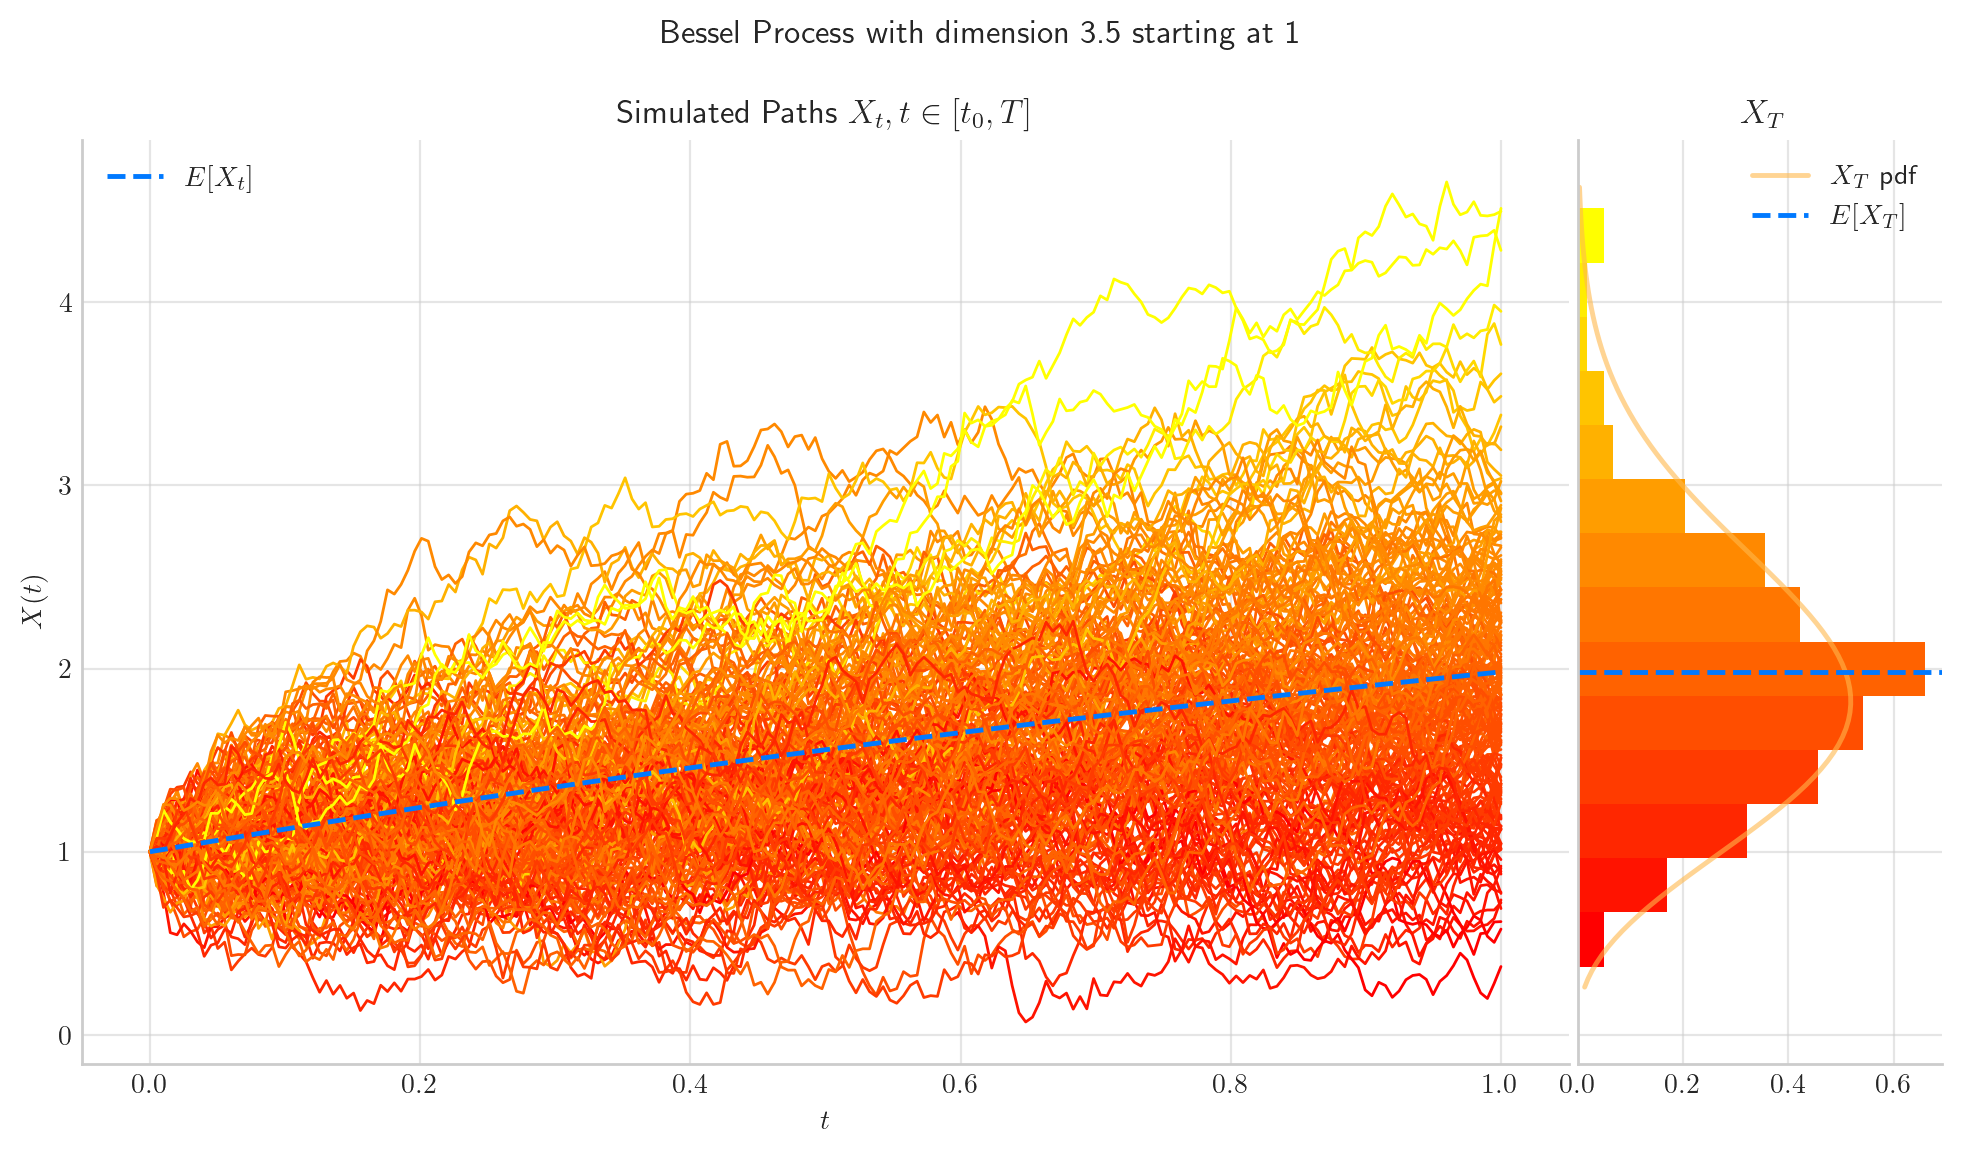 Bessel Process with dimension 3.5 starting at 1
Simulated Paths $X_t, t \in [t_0, T]$
$X_T$
$E[X_t]$
$X_T$ pdf
$E[X_T]$
4
3
2
1
0
$X(t)$
0.0 0.2 0.4 0.6 0.8 1.0
0.0 0.2 0.4 0.6
$t$